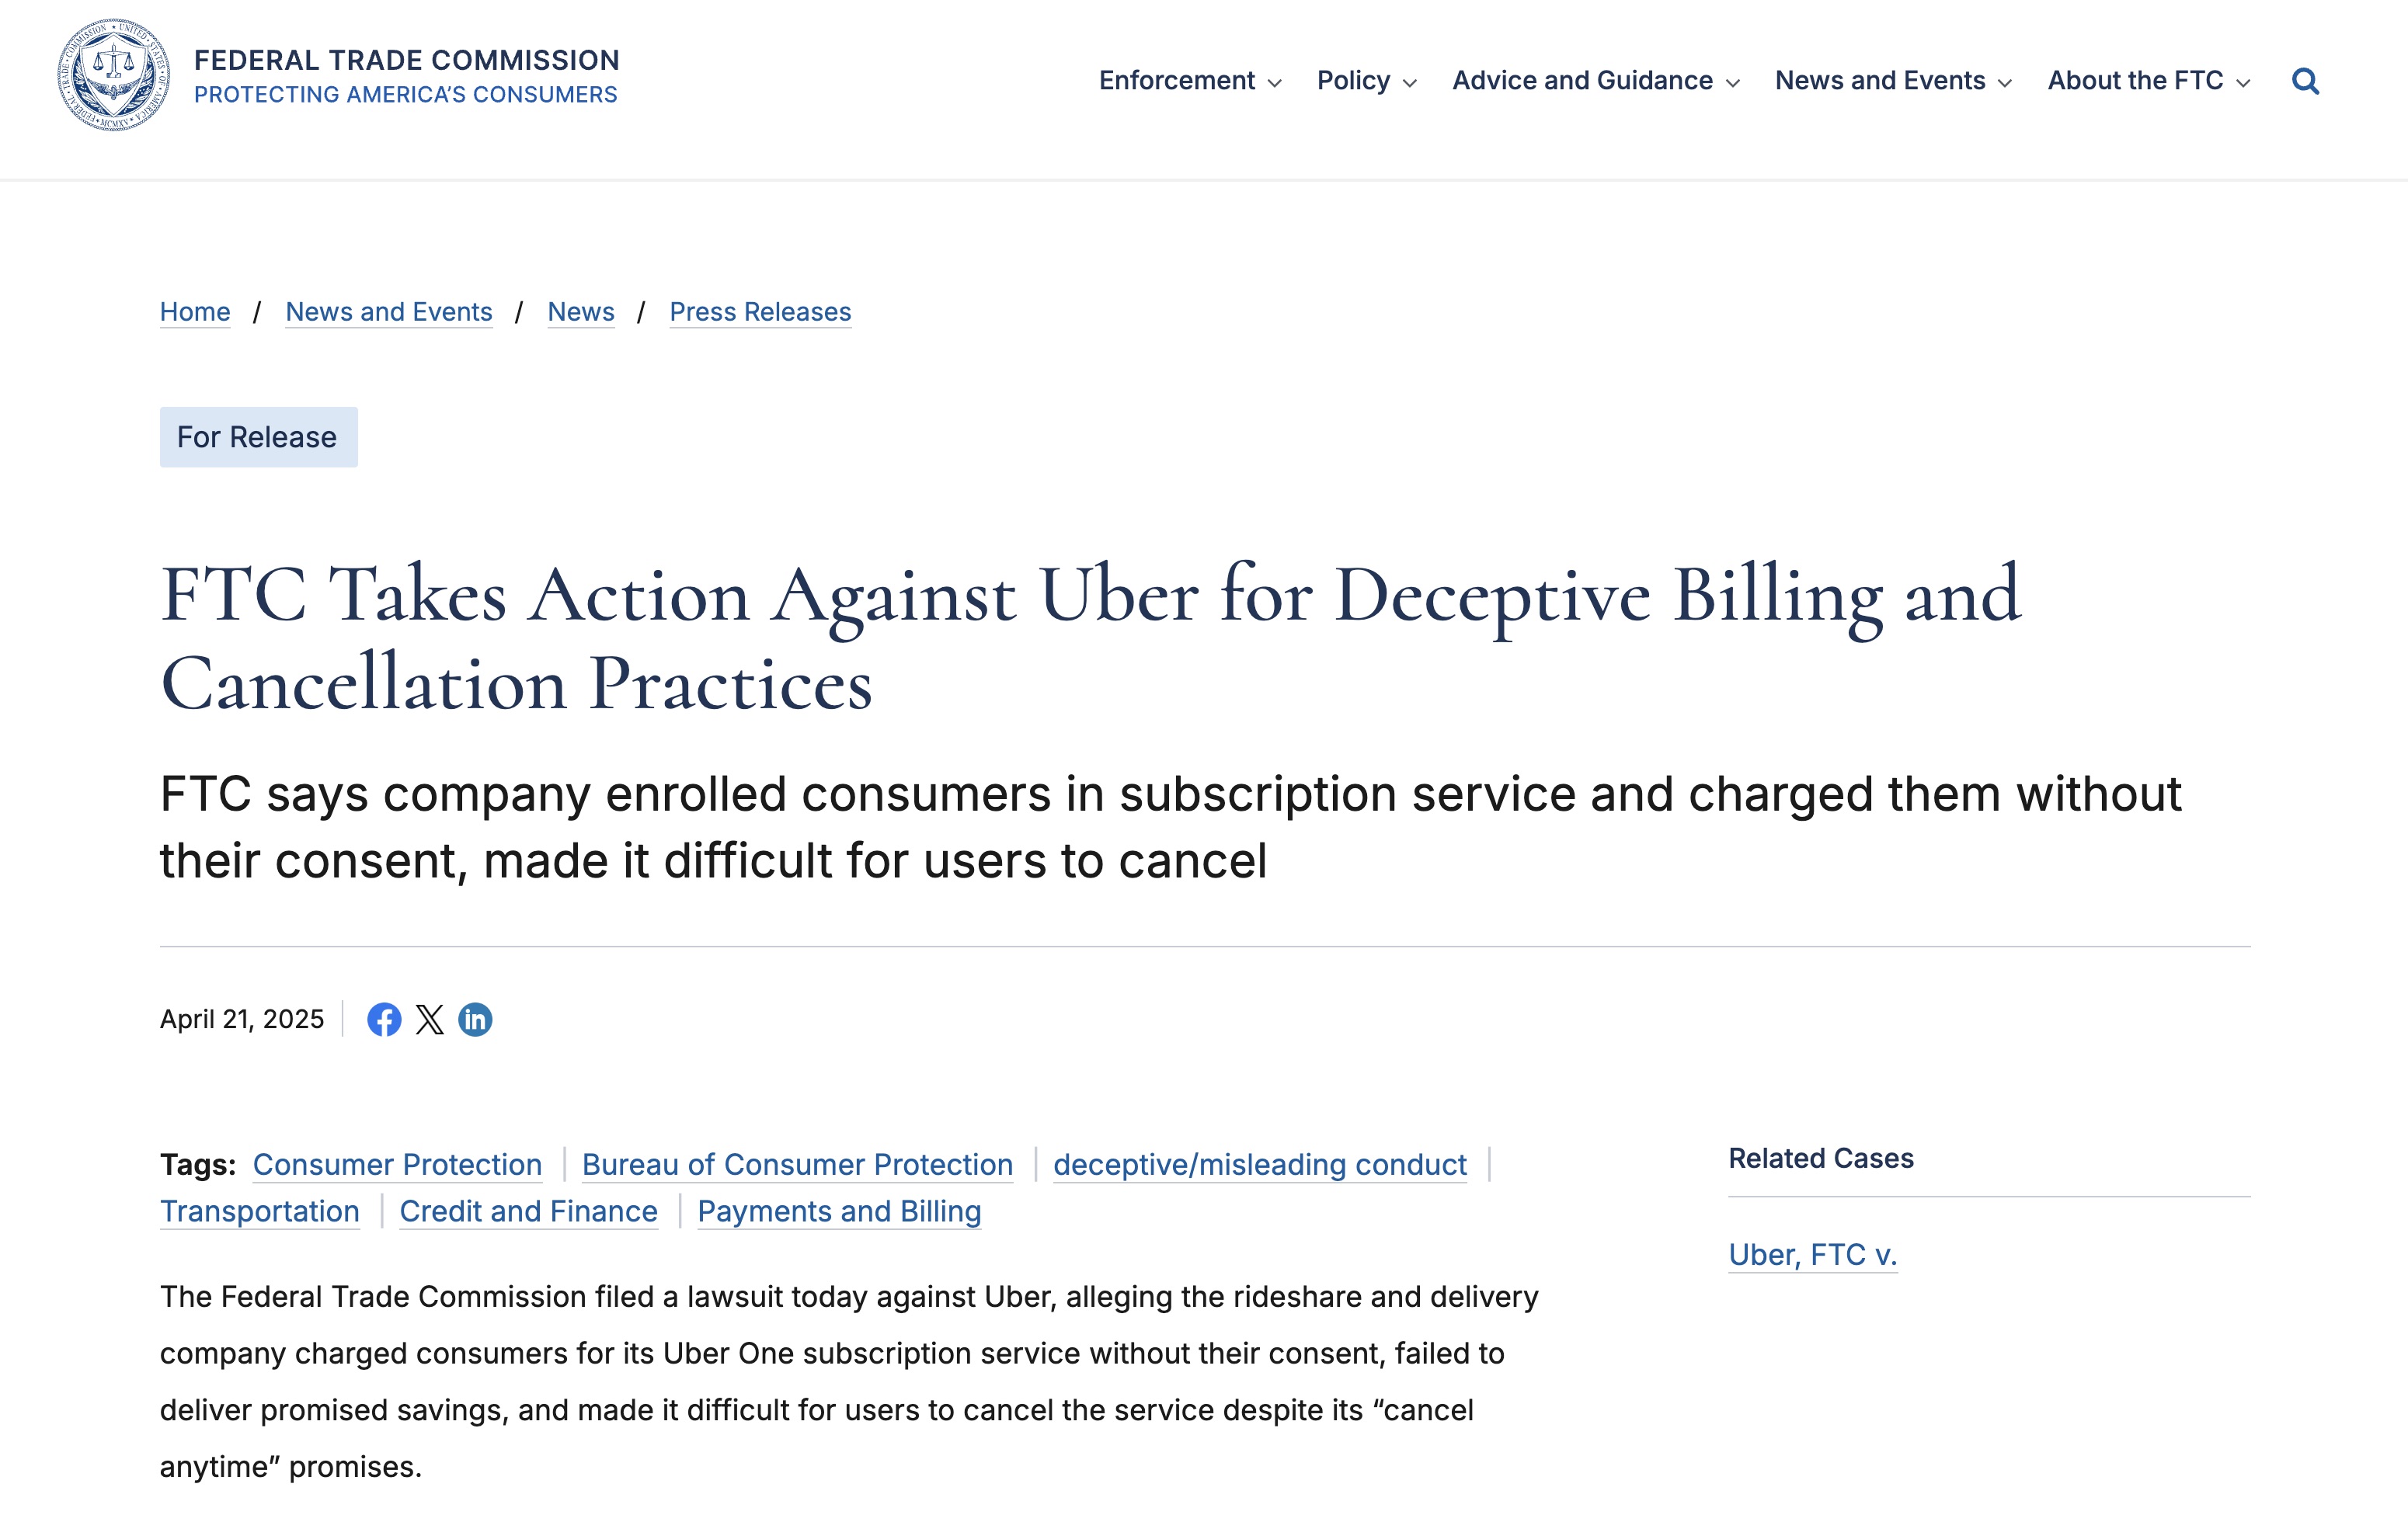 FEDERAL TRADE COMMISSION
PROTECTING AMERICA’S CONSUMERS
Enforcement Policy Advice and Guidance News and Events About the FTC
Home / News and Events / News / Press Releases
For Release
FTC Takes Action Against Uber for Deceptive Billing and
Cancellation Practices
FTC says company enrolled consumers in subscription service and charged them without
their consent, made it difficult for users to cancel
April 21, 2025
Tags: Consumer Protection | Bureau of Consumer Protection | deceptive/misleading conduct |
Transportation | Credit and Finance | Payments and Billing
The Federal Trade Commission filed a lawsuit today against Uber, alleging the rideshare and delivery
company charged consumers for its Uber One subscription service without their consent, failed to
deliver promised savings, and made it difficult for users to cancel the service despite its “cancel
anytime” promises.
Related Cases
Uber, FTC v.